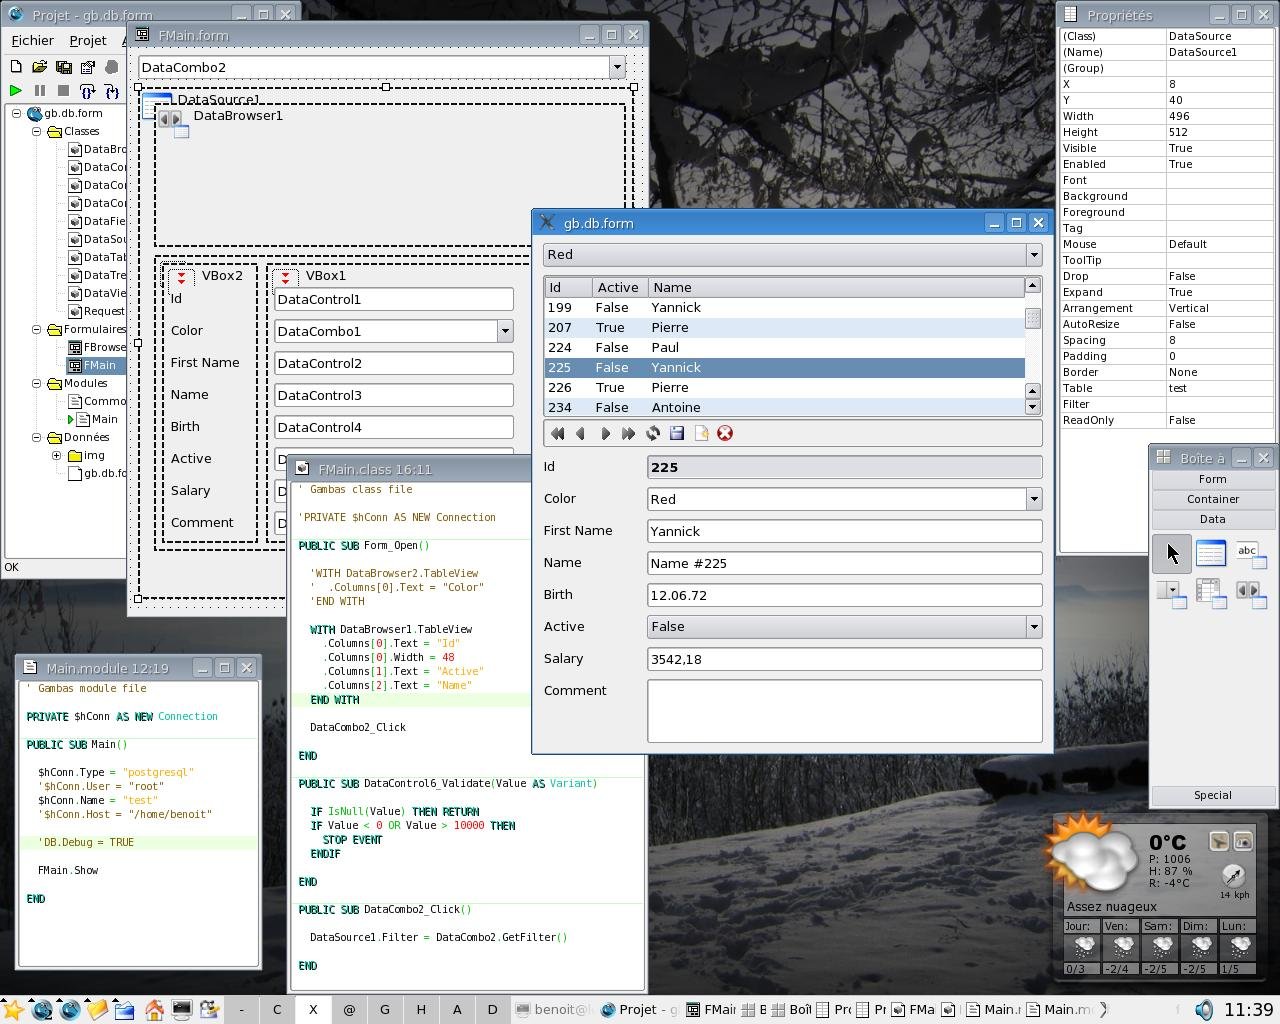 Projet - gb.db.form
Fichier Projet
gb.db.form
Classes
DataBro
DataCo
DataCo
DataCo
DataFie
DataSo
DataTab
DataTre
DataVie
Request
Formulaires
FBrowse
FMain
Modules
Commo
Main
Données
img
gb.db.fo
OK
FMain.form
DataCombo2
DataSource1
DataBrowser1
VBox2 VBox1
Id DataControl1
Color DataCombo1
First Name DataControl2
Name DataControl3
Birth DataControl4
Active D
Salary D
Comment D
FMain.class 16:11
' Gambas class file
'PRIVATE $hConn AS NEW Connection
PUBLIC SUB Form_Open()
'WITH DataBrowser2.TableView
'  .Columns[0].Text = "Color"
'END WITH
WITH DataBrowser1.TableView
.Columns[0].Text = "Id"
.Columns[0].Width = 48
.Columns[1].Text = "Active"
.Columns[2].Text = "Name"
END WITH
DataCombo2_Click
END
PUBLIC SUB DataControl6_Validate(Value AS Variant)
IF IsNull(Value) THEN RETURN
IF Value < 0 OR Value > 10000 THEN
STOP EVENT
ENDIF
END
PUBLIC SUB DataCombo2_Click()
DataSource1.Filter = DataCombo2.GetFilter()
END
Main.module 12:19
' Gambas module file
PRIVATE $hConn AS NEW Connection
PUBLIC SUB Main()
$hConn.Type = "postgresql"
'$hConn.User = "root"
$hConn.Name = "test"
'$hConn.Host = "/home/benoit"
'DB.Debug = TRUE
FMain.Show
END
gb.db.form
Red
Id Active Name
199 False Yannick
207 True Pierre
224 False Paul
225 False Yannick
226 True Pierre
234 False Antoine
Id 225
Color Red
First Name Yannick
Name Name #225
Birth 12.06.72
Active False
Salary 3542,18
Comment
Propriétés
(Class) DataSource
(Name) DataSource1
(Group)
X 8
Y 40
Width 496
Height 512
Visible True
Enabled True
Font
Background
Foreground
Tag
Mouse Default
ToolTip
Drop False
Expand True
Arrangement Vertical
AutoResize False
Spacing 8
Padding 0
Border None
Table test
Filter
ReadOnly False
Boîte à
Form
Container
Data
abc
Special
0°C
P: 1006
H: 87 %
R: -4°C
14 kph
Assez nuageux
Jour: Ven: Sam: Dim: Lun:
0/3 -2/4 -2/5 -2/5 1/5
- C X @ G H A D benoit@ Projet - g FMain B Boît Pro Pr FMa Main. Main.m 11:39